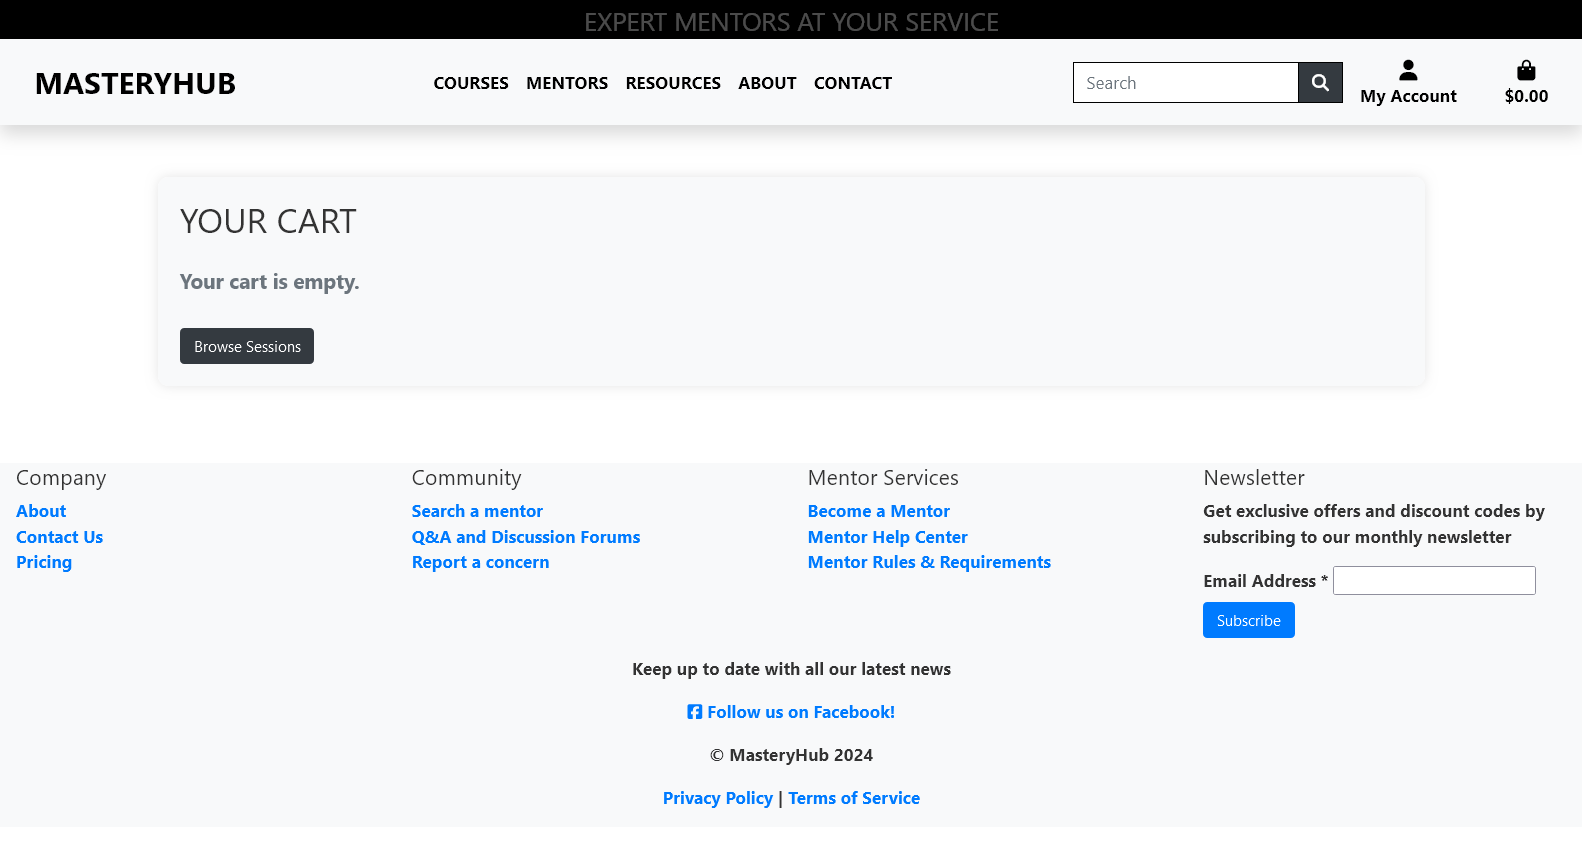 EXPERT MENTORS AT YOUR SERVICE
MASTERYHUB
COURSES MENTORS RESOURCES ABOUT CONTACT
Search
My Account
$0.00
YOUR CART
Your cart is empty.
Browse Sessions
Company
About
Contact Us
Pricing
Community
Search a mentor
Q&A and Discussion Forums
Report a concern
Mentor Services
Become a Mentor
Mentor Help Center
Mentor Rules & Requirements
Newsletter
Get exclusive offers and discount codes by
subscribing to our monthly newsletter
Email Address *
Subscribe
Keep up to date with all our latest news
Follow us on Facebook!
© MasteryHub 2024
Privacy Policy | Terms of Service